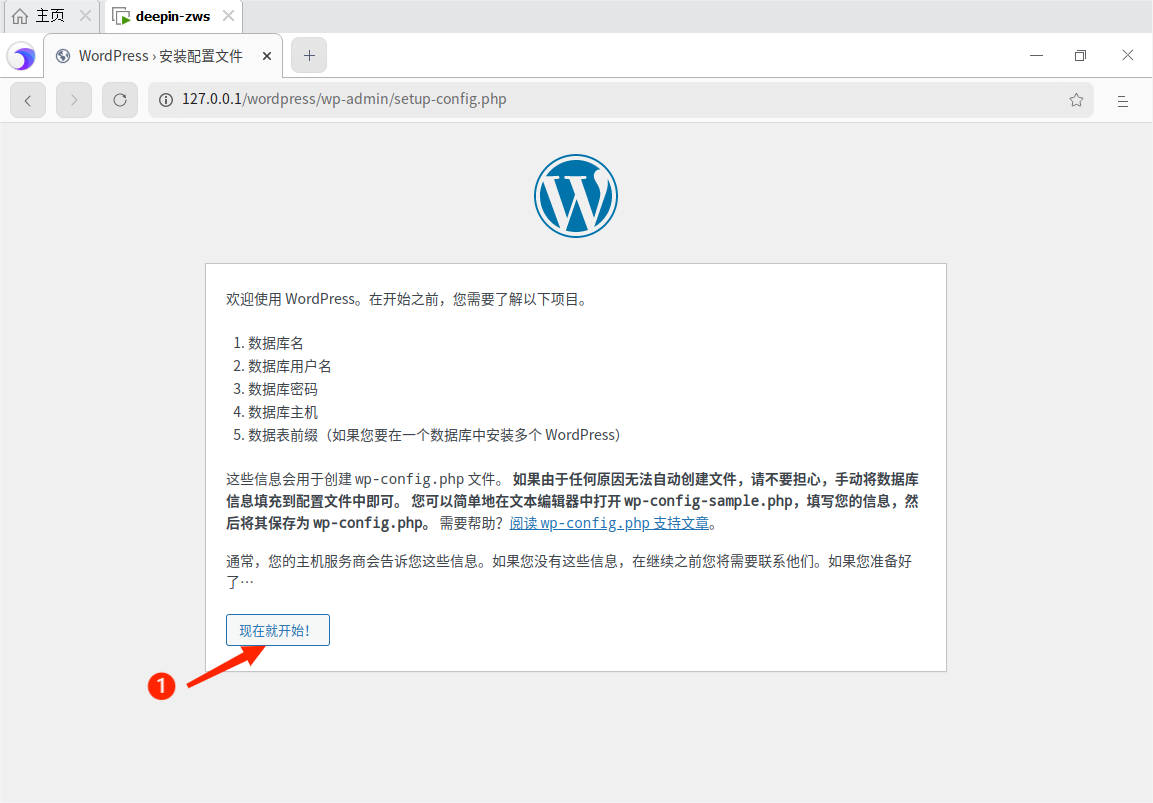 主页
deepin-zws
WordPress › 安装配置文件
127.0.0.1/wordpress/wp-admin/setup-config.php
欢迎使用 WordPress。在开始之前，您需要了解以下项目。
1. 数据库名
2. 数据库用户名
3. 数据库密码
4. 数据库主机
5. 数据表前缀（如果您要在一个数据库中安装多个 WordPress）
这些信息会用于创建 wp-config.php 文件。 如果由于任何原因无法自动创建文件，请不要担心，手动将数据库
信息填充到配置文件中即可。 您可以简单地在文本编辑器中打开 wp-config-sample.php，填写您的信息，然
后将其保存为 wp-config.php。 需要帮助？阅读 wp-config.php 支持文章。
通常，您的主机服务商会告诉您这些信息。如果您没有这些信息，在继续之前您将需要联系他们。如果您准备好
了…
现在就开始！
1